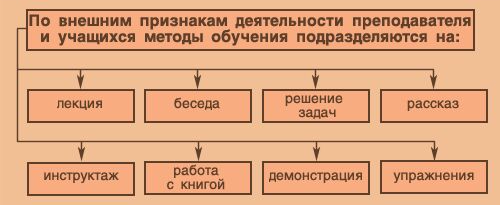 По внешним признакам деятельности преподавателя
и учащихся методы обучения подразделяются на:
лекция
беседа
решение
задач
рассказ
инструктаж
работа
с книгой
демонстрация
упражнения